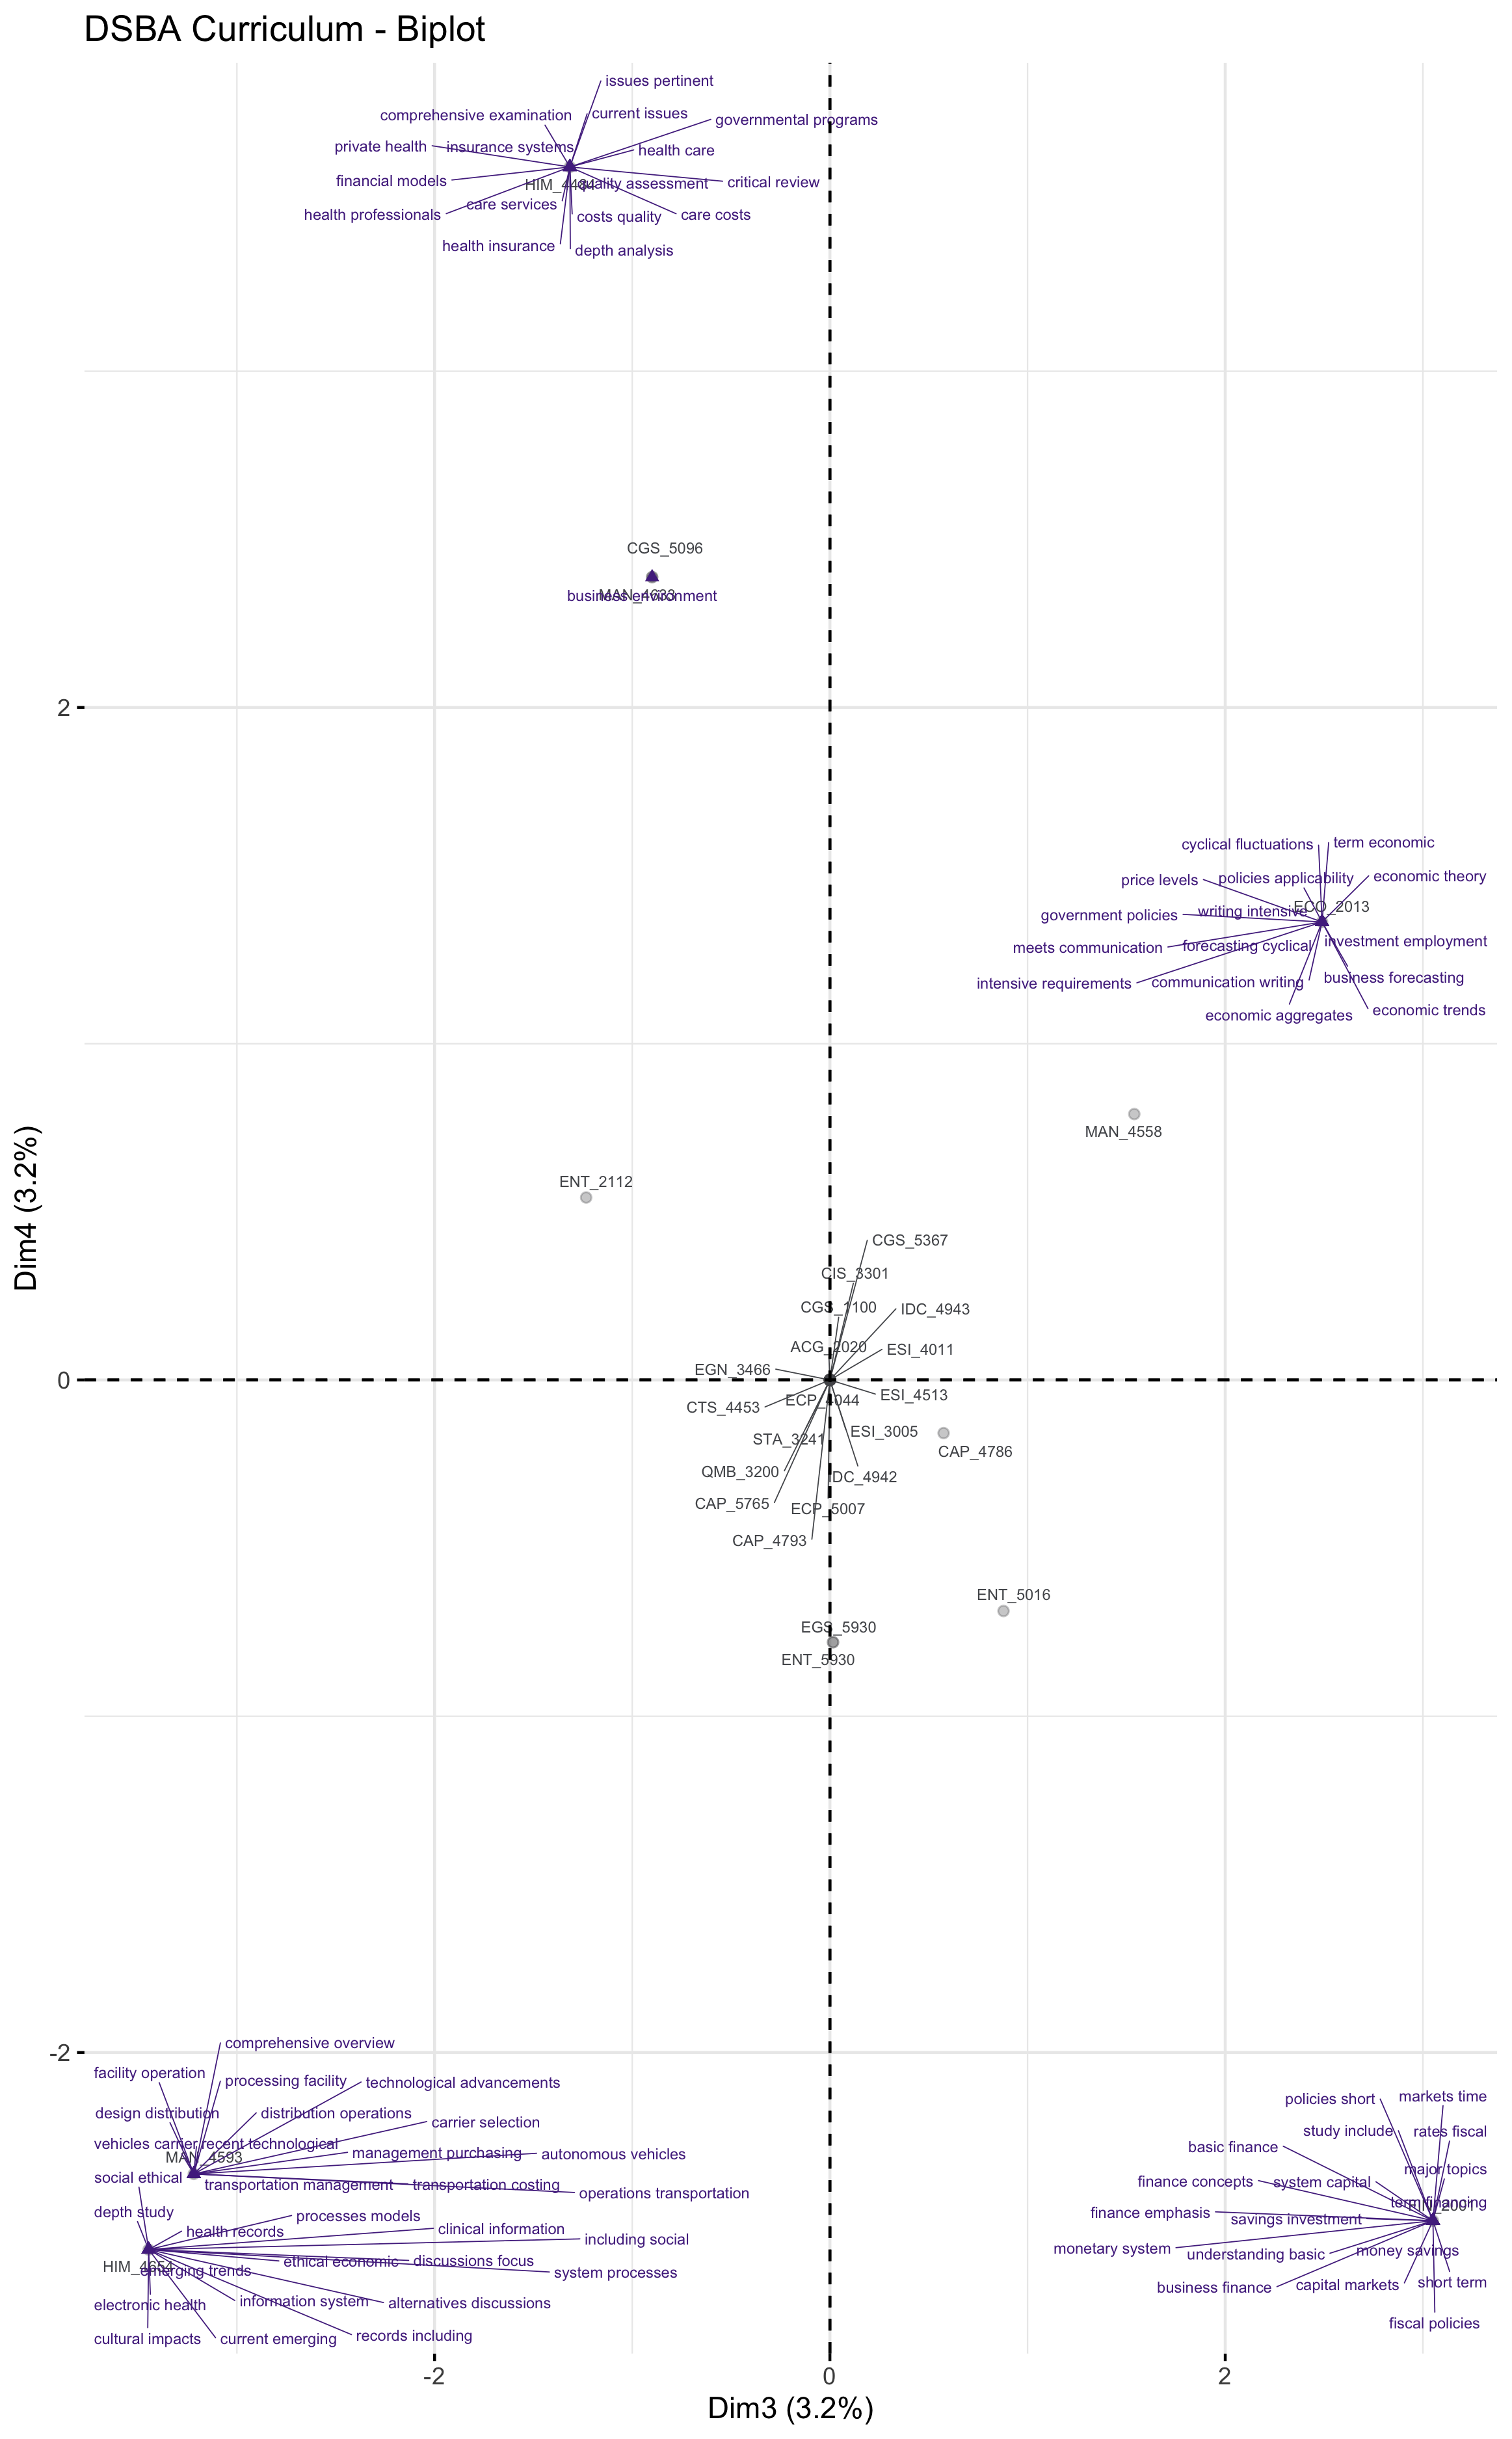 DSBA Curriculum - Biplot
issues pertinent
current issues
comprehensive examination
governmental programs
private health
insurance systems
health care
financial models
HIM_4484
quality assessment
critical review
health professionals
care services
costs quality
care costs
health insurance
depth analysis
CGS_5096
MAN_4633
business environment
2
cyclical fluctuations
term economic
price levels
policies applicability
economic theory
government policies
writing intensive
ECO_2013
meets communication
forecasting cyclical
investment employment
intensive requirements
communication writing
business forecasting
economic aggregates
economic trends
MAN_4558
ENT_2112
CGS_5367
CIS_3301
CGS_1100
IDC_4943
ACG_2020
ESI_4011
EGN_3466
0
CTS_4453
ECP_4044
ESI_4513
STA_3241
ESI_3005
CAP_4786
QMB_3200
IDC_4942
CAP_5765
ECP_5007
CAP_4793
ENT_5016
EGS_5930
ENT_5930
Dim4 (3.2%)
-2
comprehensive overview
facility operation
processing facility
technological advancements
design distribution
distribution operations
carrier selection
vehicles carrier
recent technological
MAN_4593
management purchasing
autonomous vehicles
social ethical
transportation management
transportation costing
operations transportation
depth study
processes models
health records
clinical information
including social
HIM_4654
emerging trends
ethical economic
discussions focus
system processes
electronic health
information system
alternatives discussions
cultural impacts
current emerging
records including
policies short
markets time
study include
rates fiscal
basic finance
major topics
finance concepts
system capital
term financing
finance emphasis
savings investment
monetary system
understanding basic
money savings
business finance
capital markets
short term
fiscal policies
-2
0
2
Dim3 (3.2%)